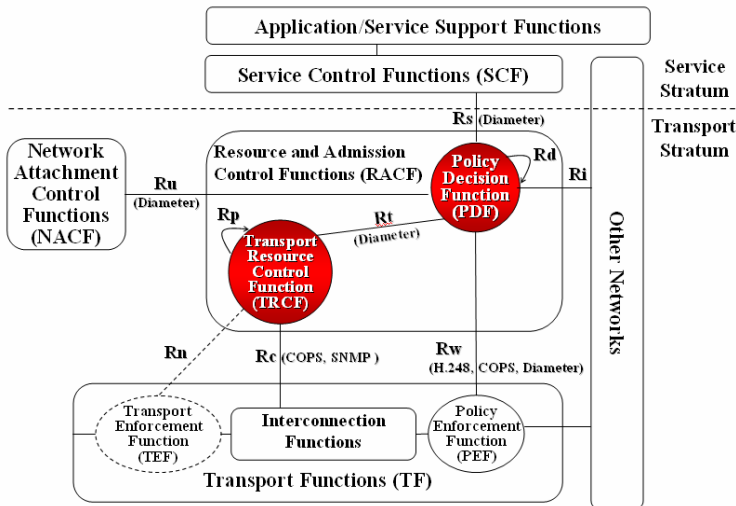 Application/Service Support Functions
Service Control Functions (SCF)
Service
Stratum
Rs (Diameter)
Transport
Stratum
Network
Attachment
Control
Functions
(NACF)
Ru
(Diameter)
Resource and Admission
Control Functions (RACF)
Policy
Decision
Function
(PDF)
Rd
Ri
Rp
Rt
(Diameter)
Transport
Resource
Control
Function
(TRCF)
Other Networks
Rn
Rc (COPS, SNMP )
Rw
(H.248, COPS, Diameter)
Transport
Enforcement
Function
(TEF)
Interconnection
Functions
Policy
Enforcement
Function
(PEF)
Transport Functions (TF)